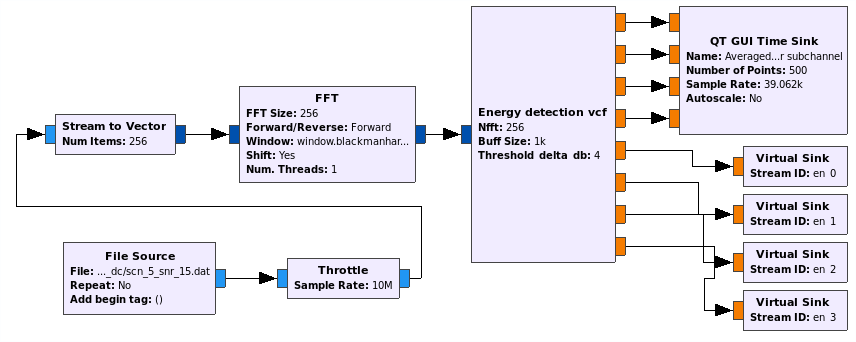 Stream to Vector
Num Items: 256
FFT
FFT Size: 256
Forward/Reverse: Forward
Window: window.blackmanhar...
Shift: Yes
Num. Threads: 1
Energy detection vcf
Nfft: 256
Buff Size: 1k
Threshold delta db: 4
QT GUI Time Sink
Name: Averaged...r subchannel
Number of Points: 500
Sample Rate: 39.062k
Autoscale: No
Virtual Sink
Stream ID: en 0
Virtual Sink
Stream ID: en 1
Virtual Sink
Stream ID: en 2
Virtual Sink
Stream ID: en 3
File Source
File: ..._dc/scn_5_snr_15.dat
Repeat: No
Add begin tag: ()
Throttle
Sample Rate: 10M